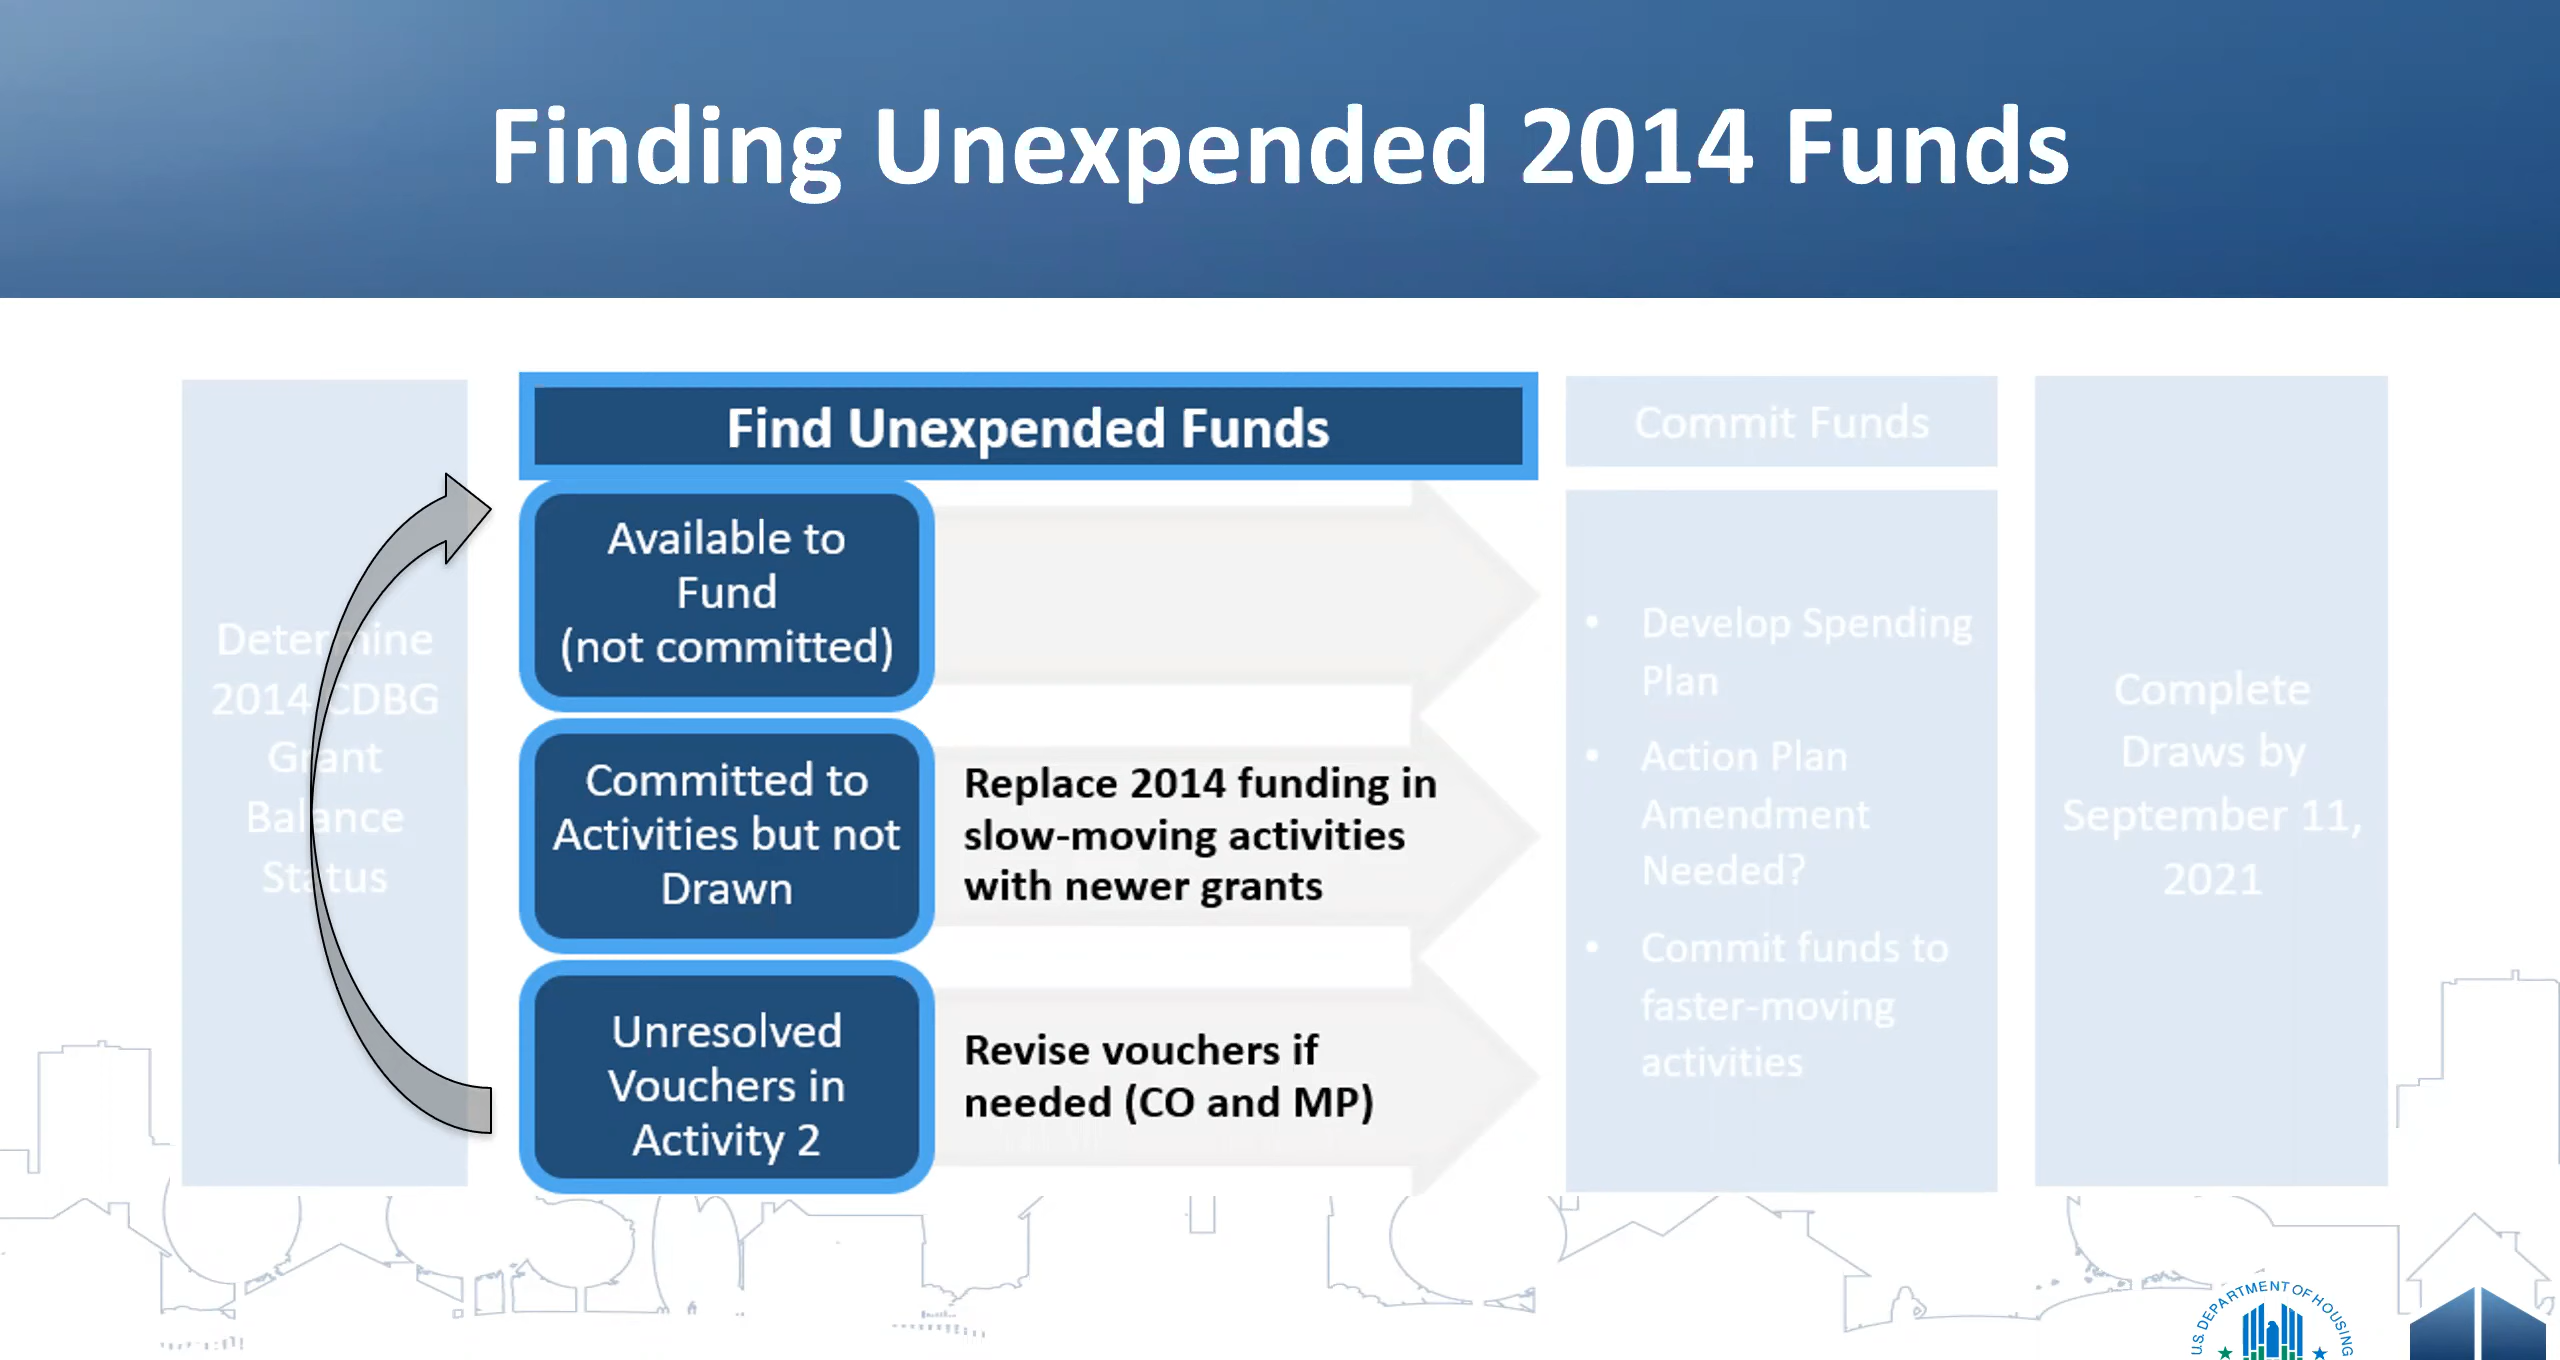 Finding Unexpended 2014 Funds
Determine
2014 CDBG
Grant
Balance
Status
Find Unexpended Funds
Available to
Fund
(not committed)
Committed to
Activities but not
Drawn
Replace 2014 funding in
slow-moving activities
with newer grants
Unresolved
Vouchers in
Activity 2
Revise vouchers if
needed (CO and MP)
Commit Funds
• Develop Spending
Plan
• Action Plan
Amendment
Needed?
• Commit funds to
faster-moving
activities
Complete
Draws by
September 11,
2021
U.S. DEPARTMENT OF HOUSING